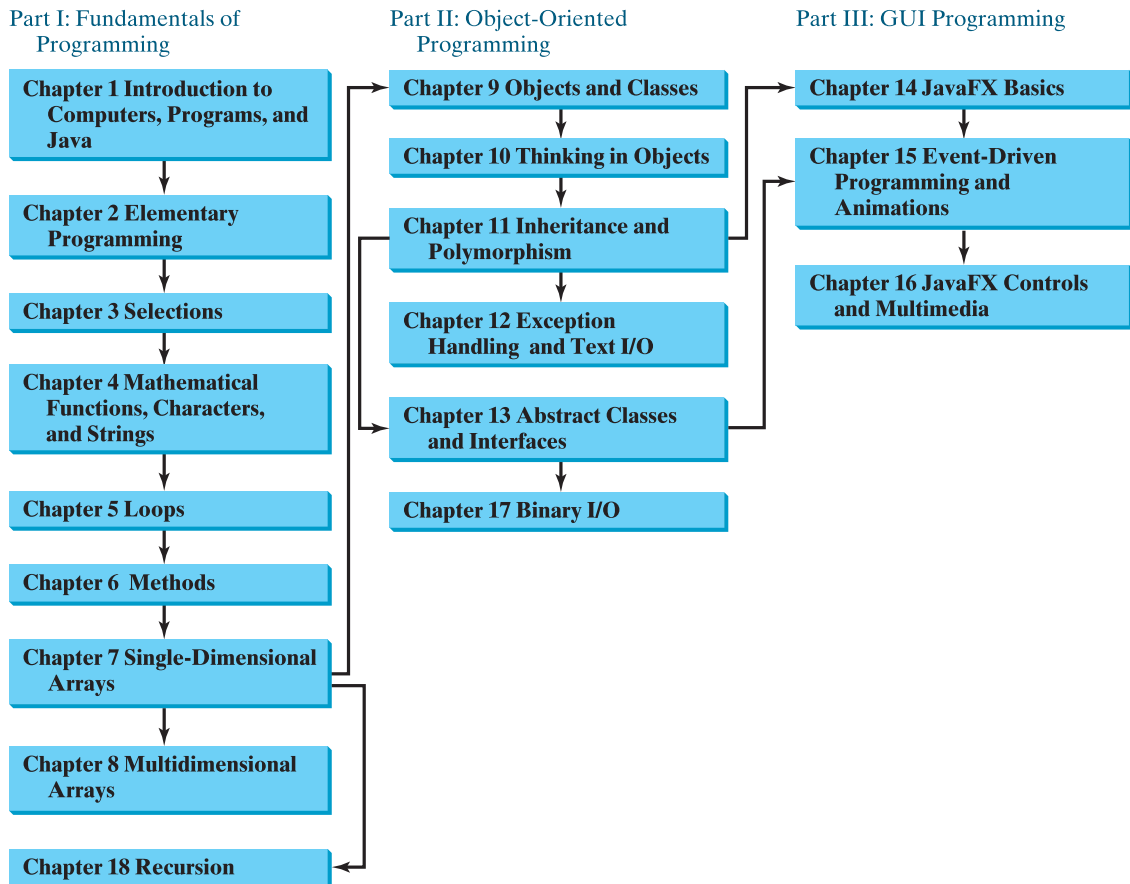 Part I: Fundamentals of
Programming
Chapter 1 Introduction to
Computers, Programs, and
Java
Chapter 2 Elementary
Programming
Chapter 3 Selections
Chapter 4 Mathematical
Functions, Characters,
and Strings
Chapter 5 Loops
Chapter 6 Methods
Chapter 7 Single-Dimensional
Arrays
Chapter 8 Multidimensional
Arrays
Chapter 18 Recursion
Part II: Object-Oriented
Programming
Chapter 9 Objects and Classes
Chapter 10 Thinking in Objects
Chapter 11 Inheritance and
Polymorphism
Chapter 12 Exception
Handling and Text I/O
Chapter 13 Abstract Classes
and Interfaces
Chapter 17 Binary I/O
Part III: GUI Programming
Chapter 14 JavaFX Basics
Chapter 15 Event-Driven
Programming and
Animations
Chapter 16 JavaFX Controls
and Multimedia